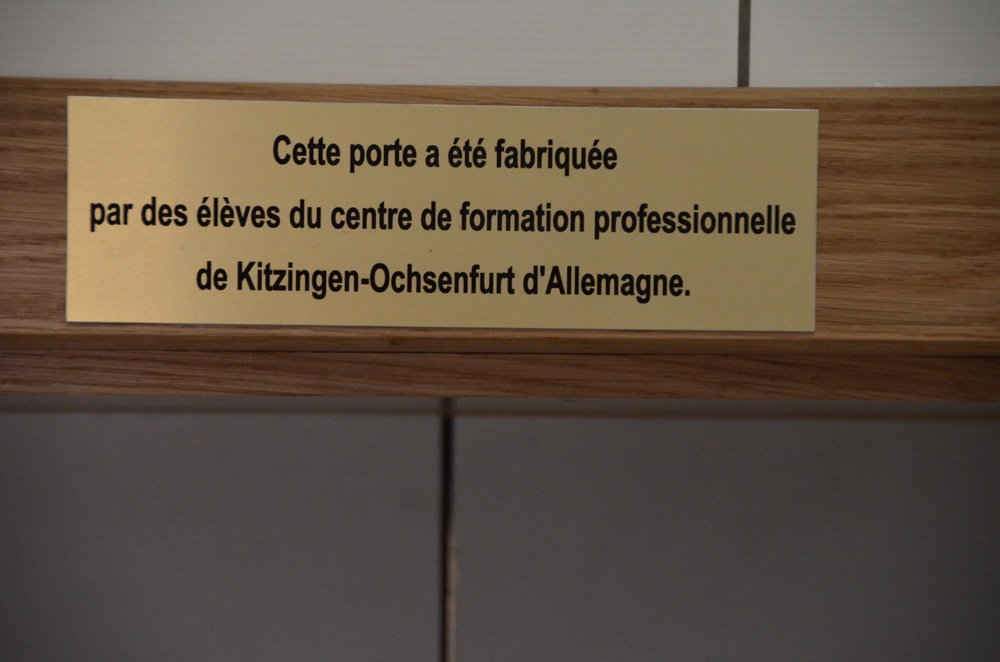 Cette porte a été fabriquée
par des élèves du centre de formation professionnelle
de Kitzingen-Ochsenfurt d'Allemagne.